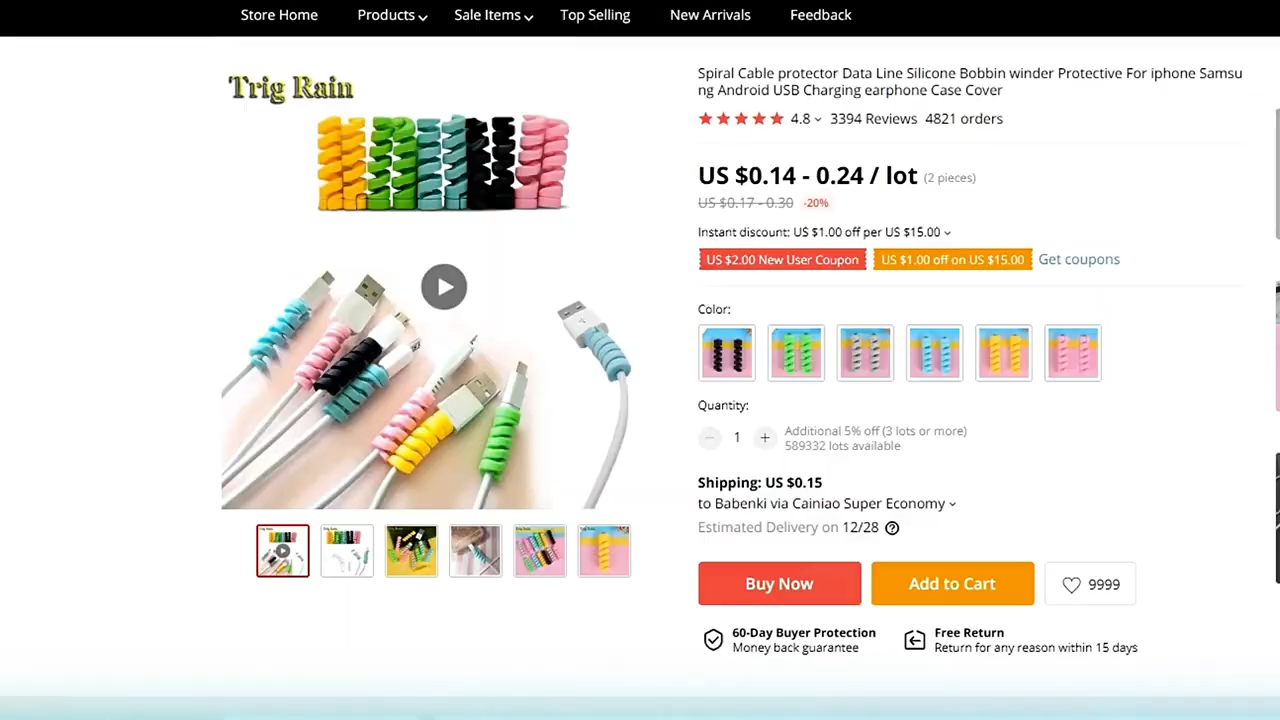 Store Home Products Sale Items Top Selling New Arrivals Feedback
Trig Rain
Spiral Cable protector Data Line Silicone Bobbin winder Protective For iphone Samsu
ng Android USB Charging earphone Case Cover
4.8 3394 Reviews 4821 orders
US $0.14 - 0.24 / lot (2 pieces)
US $0.17 - 0.30 -20%
Instant discount: US $1.00 off per US $15.00
US $2.00 New User Coupon US $1.00 off on US $15.00 Get coupons
Color:
Quantity:
1
Additional 5% off (3 lots or more)
589332 lots available
Shipping: US $0.15
to Babenki via Cainiao Super Economy
Estimated Delivery on 12/28
Buy Now Add to Cart 9999
60-Day Buyer Protection
Money back guarantee
Free Return
Return for any reason within 15 days